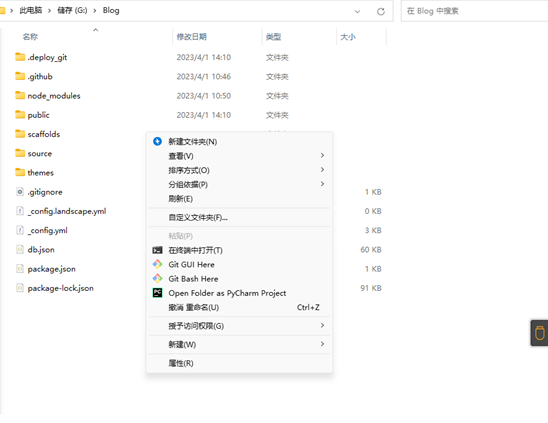 此电脑 > 储存 (G:) > Blog
在 Blog 中搜索
名称 修改日期 类型 大小
.deploy_git 2023/4/1 14:10 文件夹
.github 2023/4/1 10:46 文件夹
node_modules 2023/4/1 10:50 文件夹
public 2023/4/1 14:10 文件夹
scaffolds
source
themes
.gitignore 1 KB
_config.landscape.yml 0 KB
_config.yml 3 KB
db.json 60 KB
package.json 1 KB
package-lock.json 91 KB
新建文件夹(N)
查看(V)
排序方式(O)
分组依据(P)
刷新(E)
自定义文件夹(F)...
粘贴(P)
在终端中打开(T)
Git GUI Here
Git Bash Here
Open Folder as PyCharm Project
撤消 重命名(U) Ctrl+Z
授予访问权限(G)
新建(W)
属性(R)